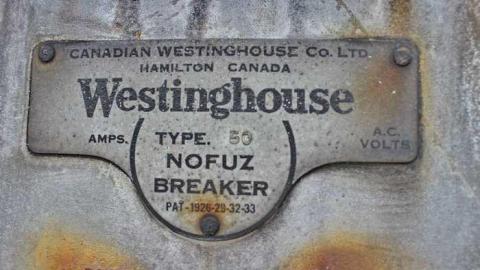 CANADIAN WESTINGHOUSE CO. LTD.
HAMILTON CANADA
Westinghouse
AMPS. TYPE. 50 A.C.
NOFUZ VOLTS
BREAKER
PAT-1926-29-32-33